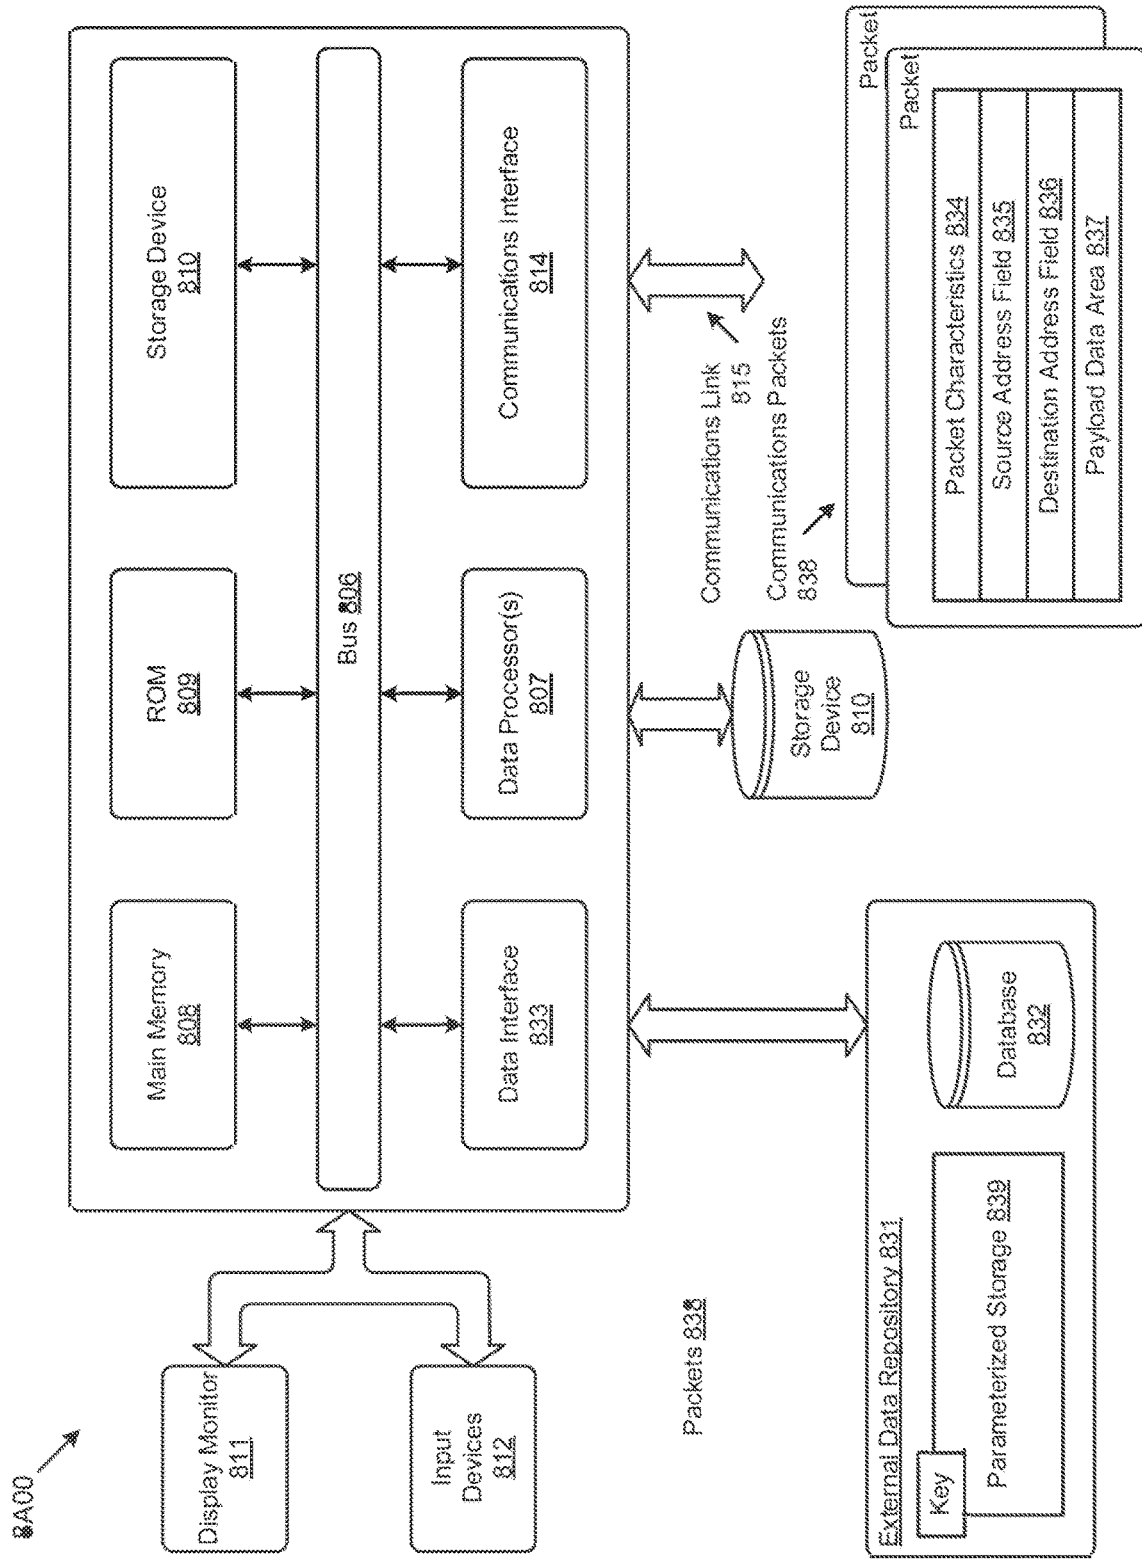 8A00
Display Monitor
811
Input
Devices
812
Main Memory
808
ROM
809
Storage Device
810
Bus 806
Data Interface
833
Data Processor(s)
807
Communications Interface
814
Communications Link
815
Packets 838
Storage
Device
810
Communications Packets
838
External Data Repository 831
Key
Parameterized Storage 839
Database
832
Packet
Packet
Packet Characteristics 834
Source Address Field 835
Destination Address Field 836
Payload Data Area 837